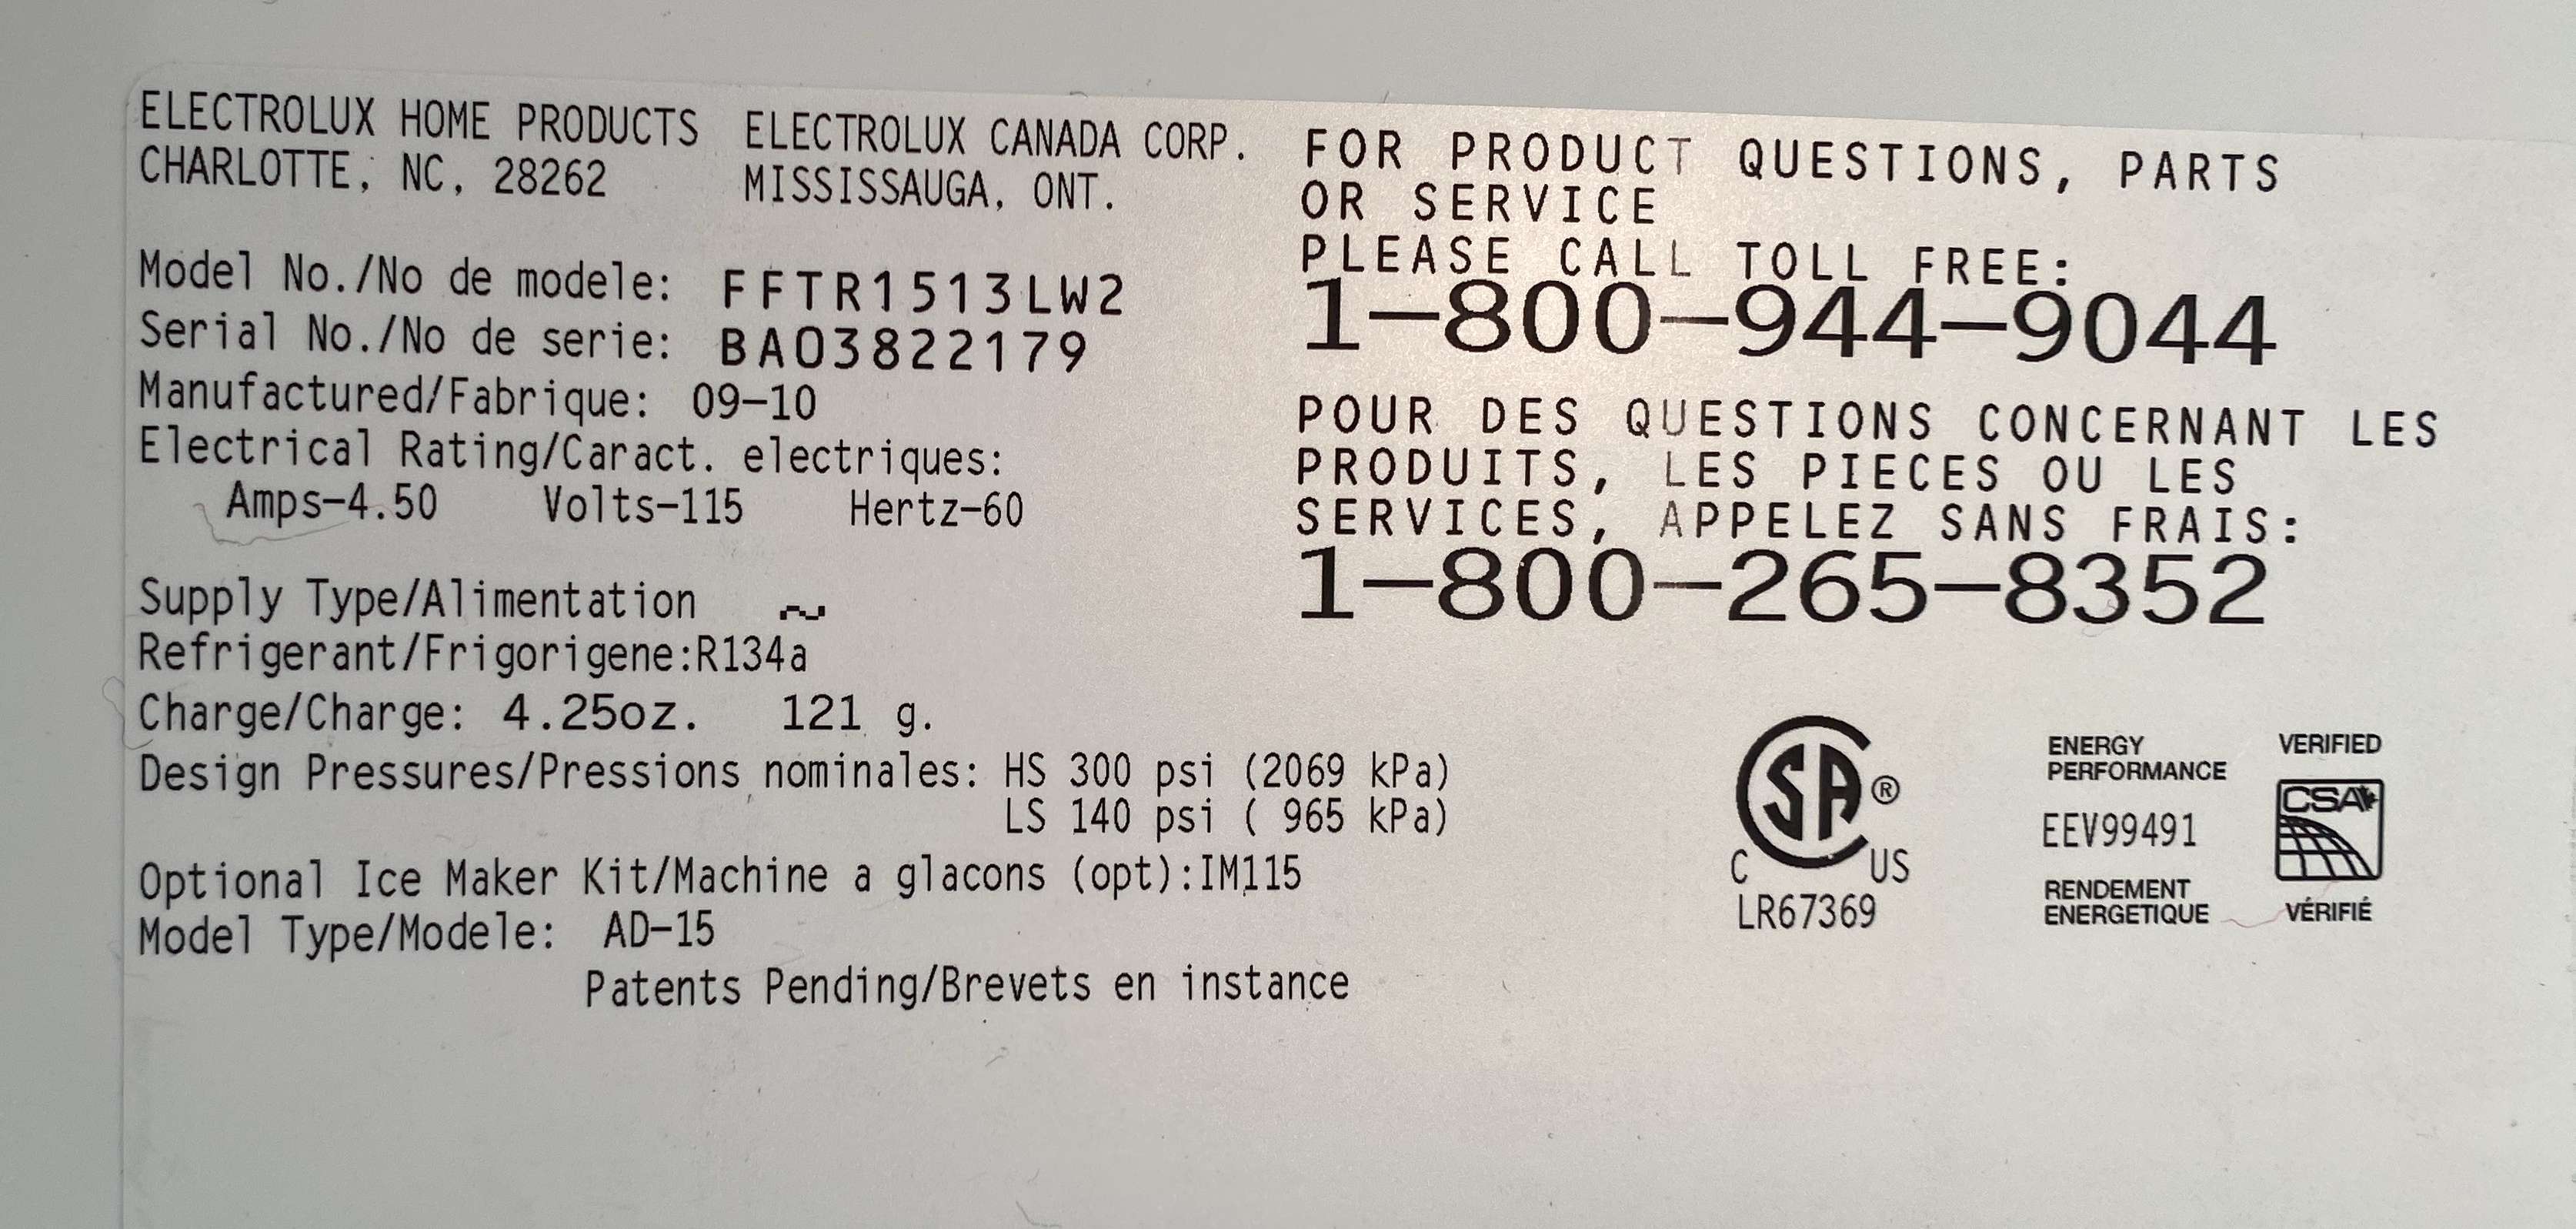 ELECTROLUX HOME PRODUCTS
CHARLOTTE, NC, 28262
ELECTROLUX CANADA CORP.
MISSISSAUGA, ONT.
Model No./No de modele: FFTR1513LW2
Serial No./No de serie: BA03822179
Manufactured/Fabrique: 09-10
Electrical Rating/Caract. electriques:
Amps-4.50 Volts-115 Hertz-60
Supply Type/Alimentation ~
Refrigerant/Frigorigene:R134a
Charge/Charge: 4.25oz. 121 g.
Design Pressures/Pressions nominales: HS 300 psi (2069 kPa)
LS 140 psi ( 965 kPa)
Optional Ice Maker Kit/Machine a glacons (opt):IM115
Model Type/Modele: AD-15
Patents Pending/Brevets en instance
FOR PRODUCT QUESTIONS, PARTS
OR SERVICE
PLEASE CALL TOLL FREE:
1-800-944-9044
POUR DES QUESTIONS CONCERNANT LES
PRODUITS, LES PIECES OU LES
SERVICES, APPELEZ SANS FRAIS:
1-800-265-8352
CSA®
C US
LR67369
ENERGY
PERFORMANCE
EEV99491
RENDEMENT
ENERGETIQUE
VERIFIED
CSA
VÉRIFIÉ